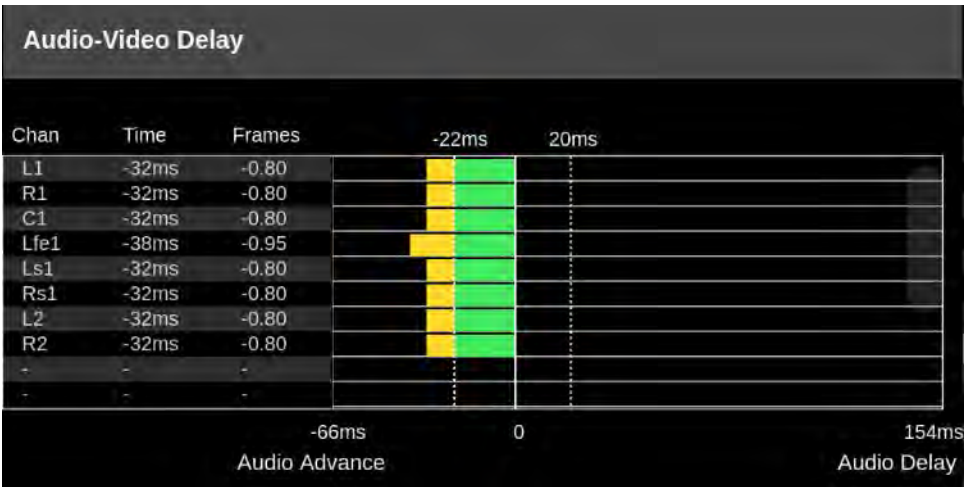 Audio-Video Delay
Chan Time Frames -22ms 20ms
L1 -32ms -0.80
R1 -32ms -0.80
C1 -32ms -0.80
Lfe1 -38ms -0.95
Ls1 -32ms -0.80
Rs1 -32ms -0.80
L2 -32ms -0.80
R2 -32ms -0.80
- - -
- - -
-66ms 0 154ms
Audio Advance Audio Delay